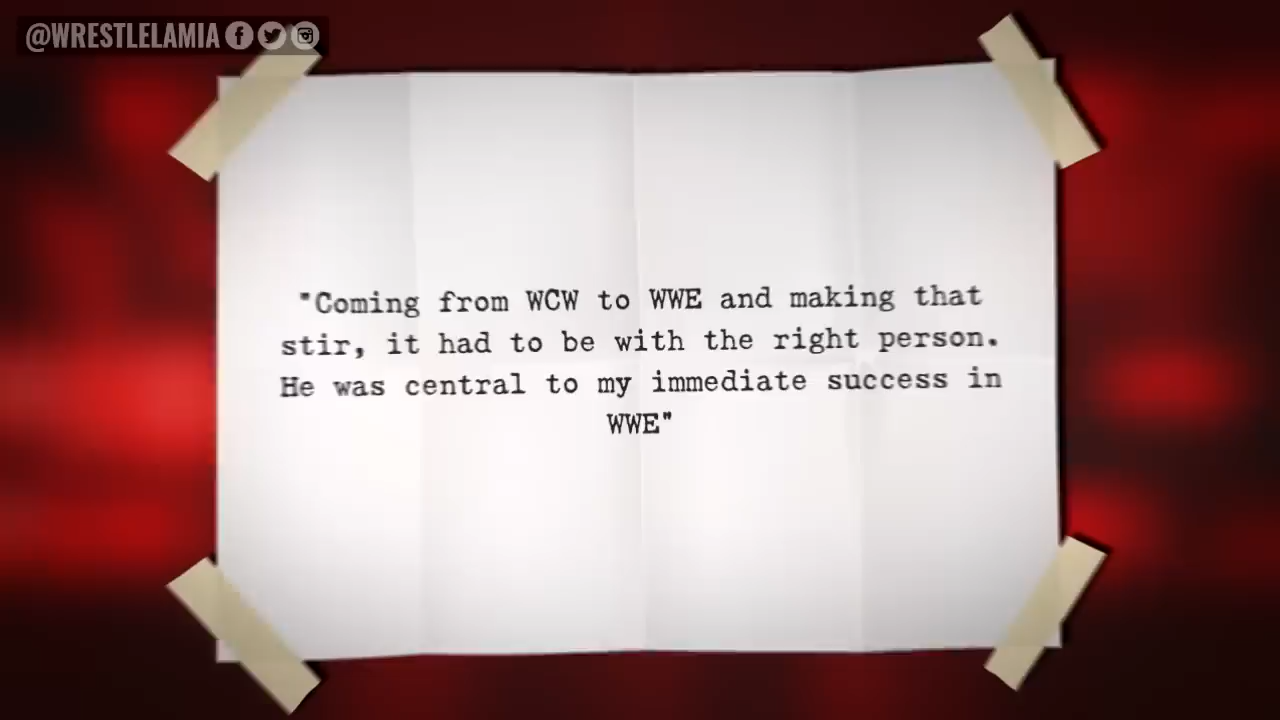 @WRESTLELAMIA
"Coming from WCW to WWE and making that
stir, it had to be with the right person.
He was central to my immediate success in
WWE"